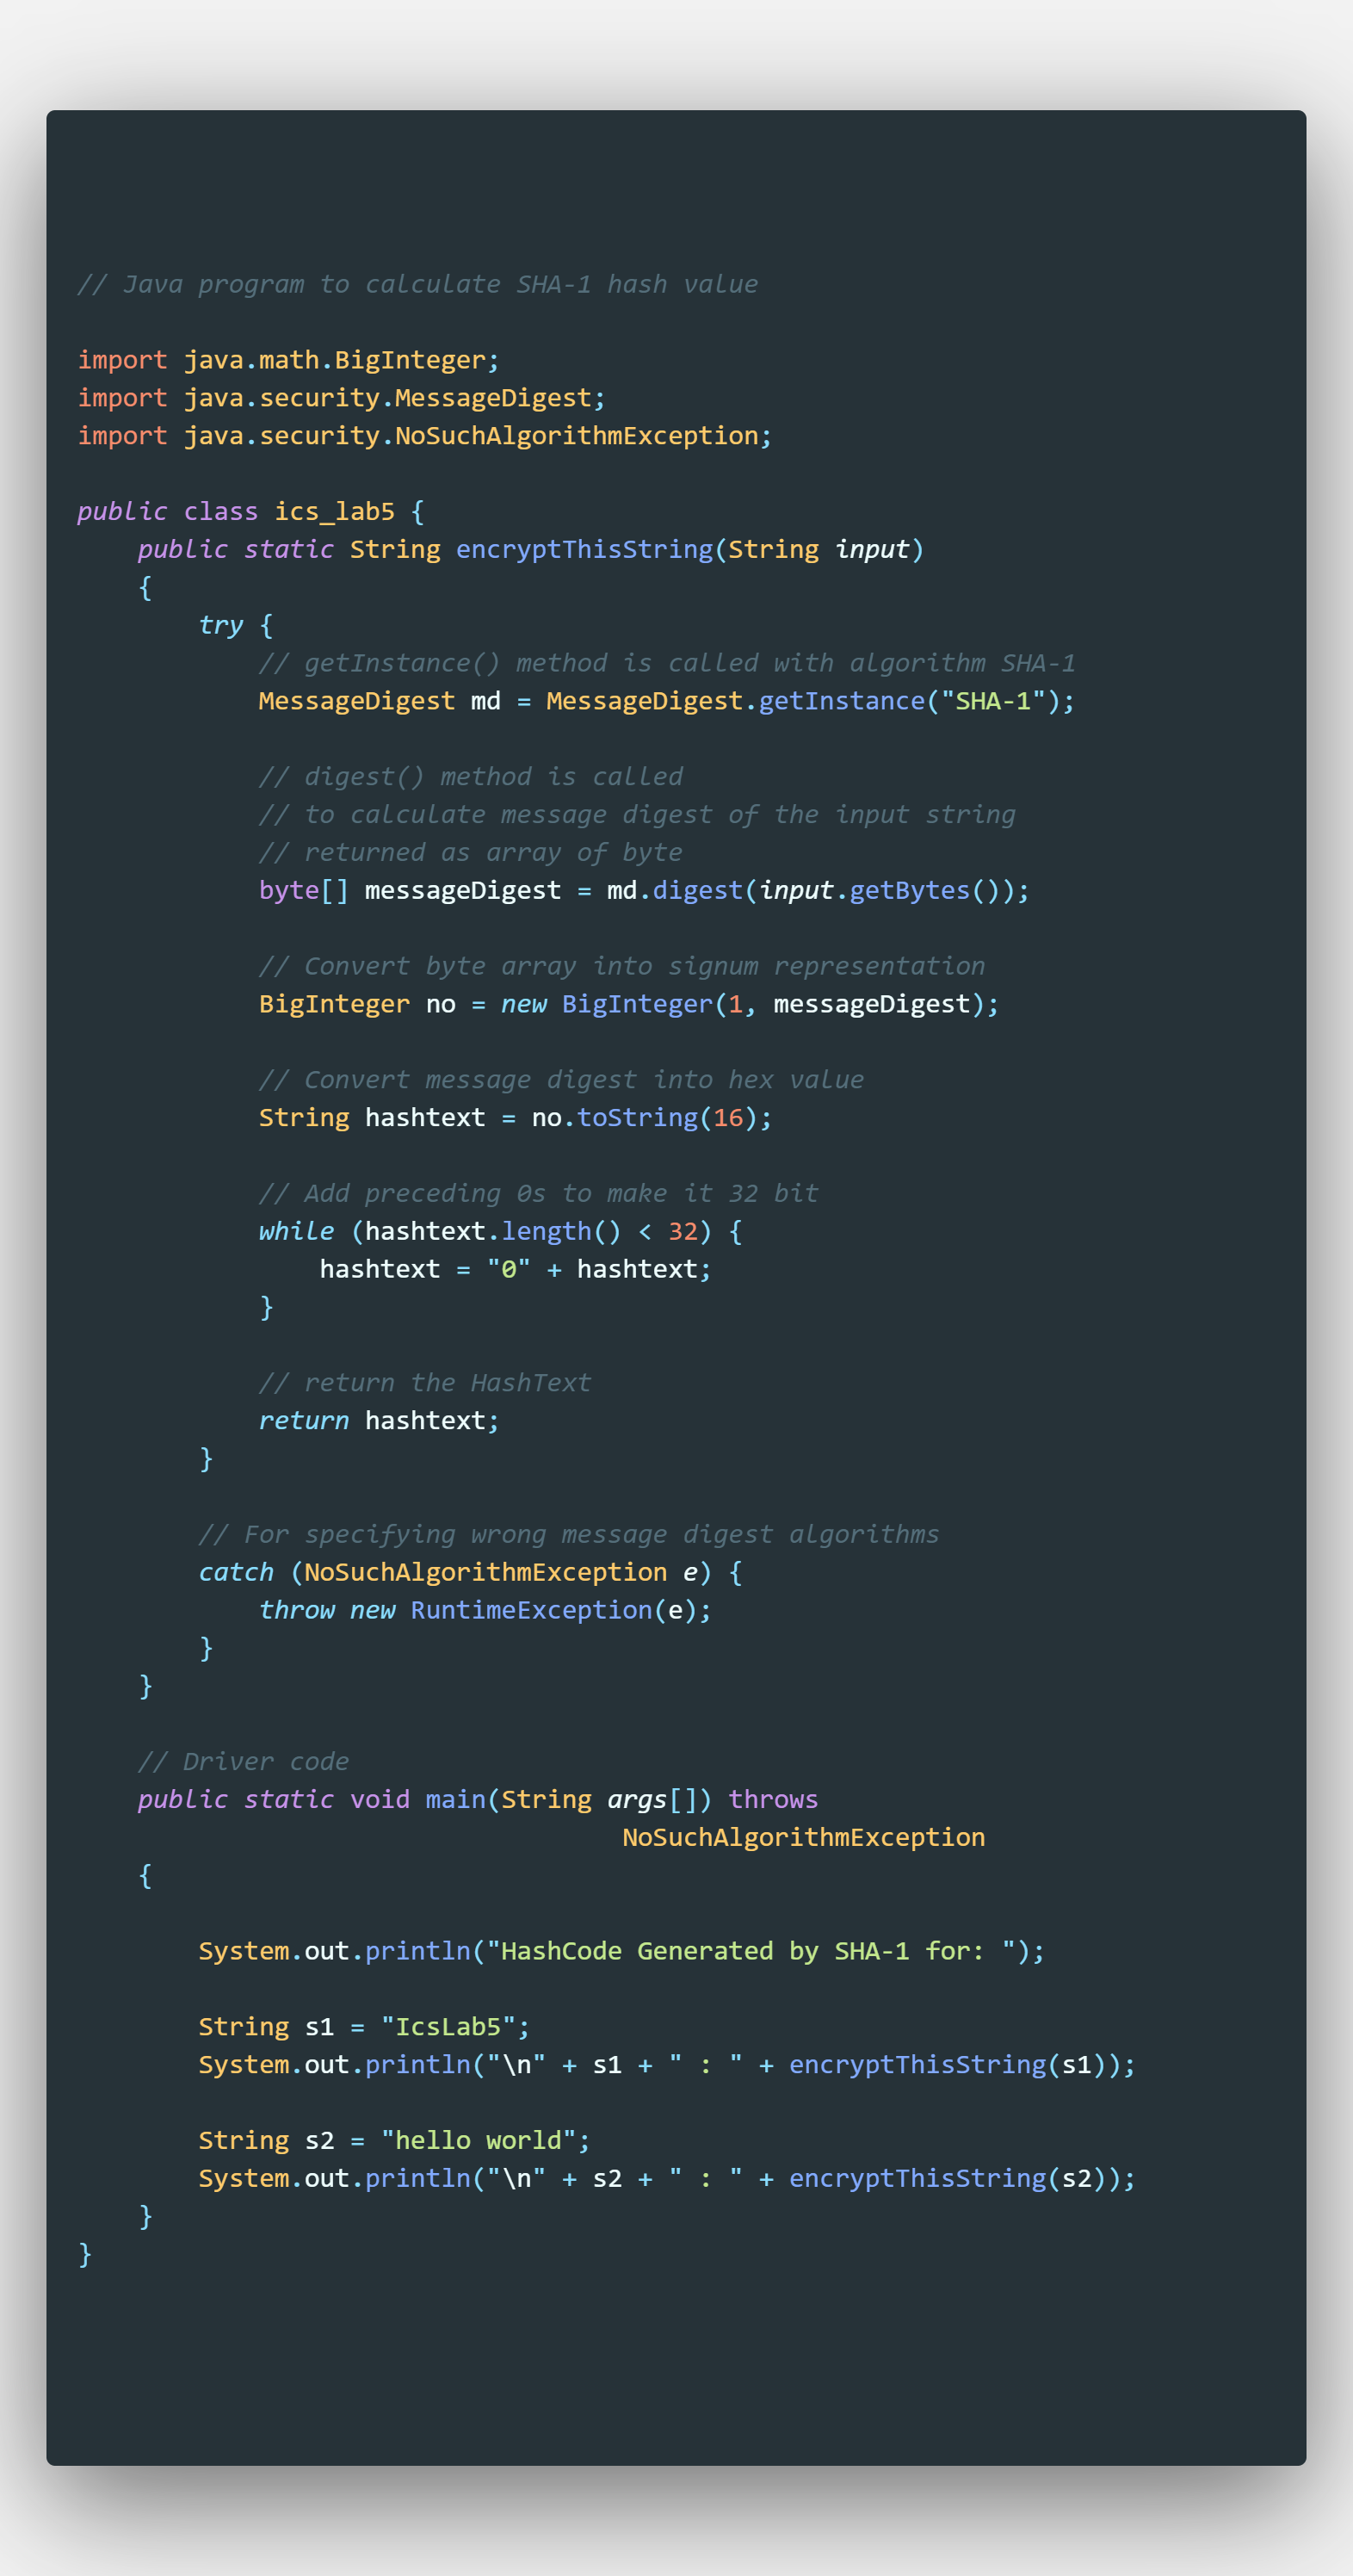 // Java program to calculate SHA-1 hash value
import java.math.BigInteger;
import java.security.MessageDigest;
import java.security.NoSuchAlgorithmException;
public class ics_lab5 {
    public static String encryptThisString(String input)
    {
        try {
            // getInstance() method is called with algorithm SHA-1
            MessageDigest md = MessageDigest.getInstance("SHA-1");
            // digest() method is called
            // to calculate message digest of the input string
            // returned as array of byte
            byte[] messageDigest = md.digest(input.getBytes());
            // Convert byte array into signum representation
            BigInteger no = new BigInteger(1, messageDigest);
            // Convert message digest into hex value
            String hashtext = no.toString(16);
            // Add preceding 0s to make it 32 bit
            while (hashtext.length() < 32) {
                hashtext = "0" + hashtext;
            }
            // return the HashText
            return hashtext;
        }
        // For specifying wrong message digest algorithms
        catch (NoSuchAlgorithmException e) {
            throw new RuntimeException(e);
        }
    }
    // Driver code
    public static void main(String args[]) throws
                                    NoSuchAlgorithmException
    {
        System.out.println("HashCode Generated by SHA-1 for: ");
        String s1 = "IcsLab5";
        System.out.println("\n" + s1 + " : " + encryptThisString(s1));
        String s2 = "hello world";
        System.out.println("\n" + s2 + " : " + encryptThisString(s2));
    }
}